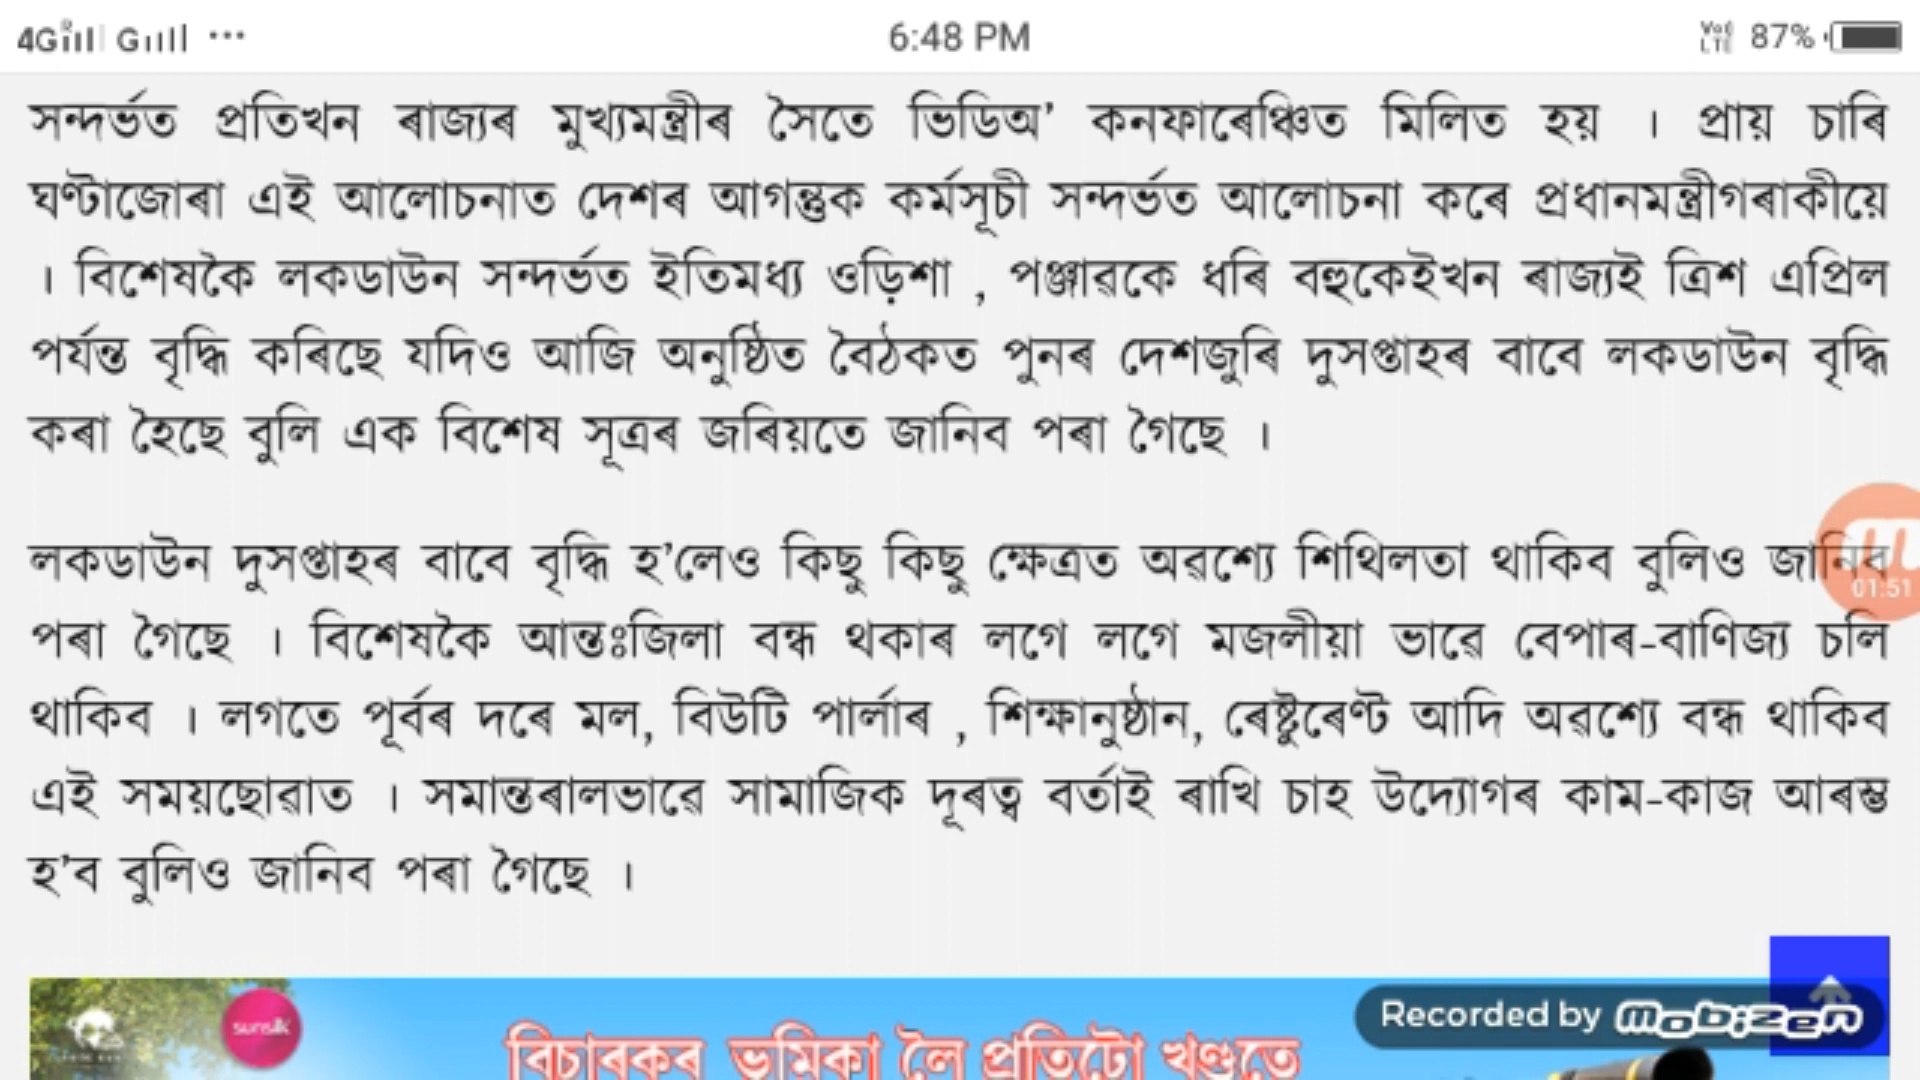 4G G ...
6:48 PM
VoLTE 87%
সন্দৰ্ভত প্ৰতিখন ৰাজ্যৰ মুখ্যমন্ত্ৰীৰ সৈতে ভিডিঅ’ কনফাৰেঞ্চিত মিলিত হয় । প্ৰায় চাৰি
ঘণ্টাজোৰা এই আলোচনাত দেশৰ আগন্তুক কৰ্মসূচী সন্দৰ্ভত আলোচনা কৰে প্ৰধানমন্ত্ৰীগৰাকীয়ে
। বিশেষকৈ লকডাউন সন্দৰ্ভত ইতিমধ্য ওড়িশা , পঞ্জাৱকে ধৰি বহুকেইখন ৰাজ্যই ত্ৰিশ এপ্ৰিল
পৰ্যন্ত বৃদ্ধি কৰিছে যদিও আজি অনুষ্ঠিত বৈঠকত পুনৰ দেশজুৰি দুসপ্তাহৰ বাবে লকডাউন বৃদ্ধি
কৰা হৈছে বুলি এক বিশেষ সূত্ৰৰ জৰিয়তে জানিব পৰা গৈছে ।
লকডাউন দুসপ্তাহৰ বাবে বৃদ্ধি হ’লেও কিছু কিছু ক্ষেত্ৰত অৱশ্যে শিথিলতা থাকিব বুলিও জানিব
01:51
পৰা গৈছে । বিশেষকৈ আন্তঃজিলা বন্ধ থকাৰ লগে লগে মজলীয়া ভাৱে বেপাৰ-বাণিজ্য চলি
থাকিব । লগতে পূৰ্বৰ দৰে মল, বিউটি পাৰ্লাৰ , শিক্ষানুষ্ঠান, ৰেষ্টুৰেণ্ট আদি অৱশ্যে বন্ধ থাকিব
এই সময়ছোৱাত । সমান্তৰালভাৱে সামাজিক দূৰত্ব বৰ্তাই ৰাখি চাহ উদ্যোগৰ কাম-কাজ আৰম্ভ
হ’ব বুলিও জানিব পৰা গৈছে ।
sunsilk
Recorded by mobizen
বিচাৰকৰ ভূমিকা লৈ প্ৰতিটো খণ্ডতে